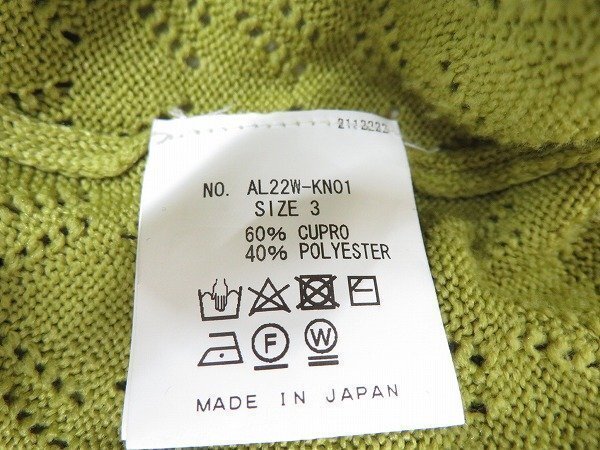 2112222
NO. AL22W-KN01
SIZE 3
60% CUPRO
40% POLYESTER
F W
MADE IN JAPAN